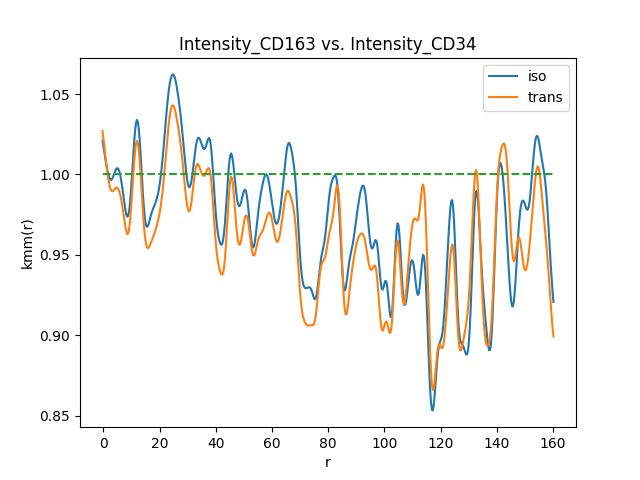 Intensity_CD163 vs. Intensity_CD34
iso
trans
kmm(r)
1.05
1.00
0.95
0.90
0.85
0 20 40 60 80 100 120 140 160
r